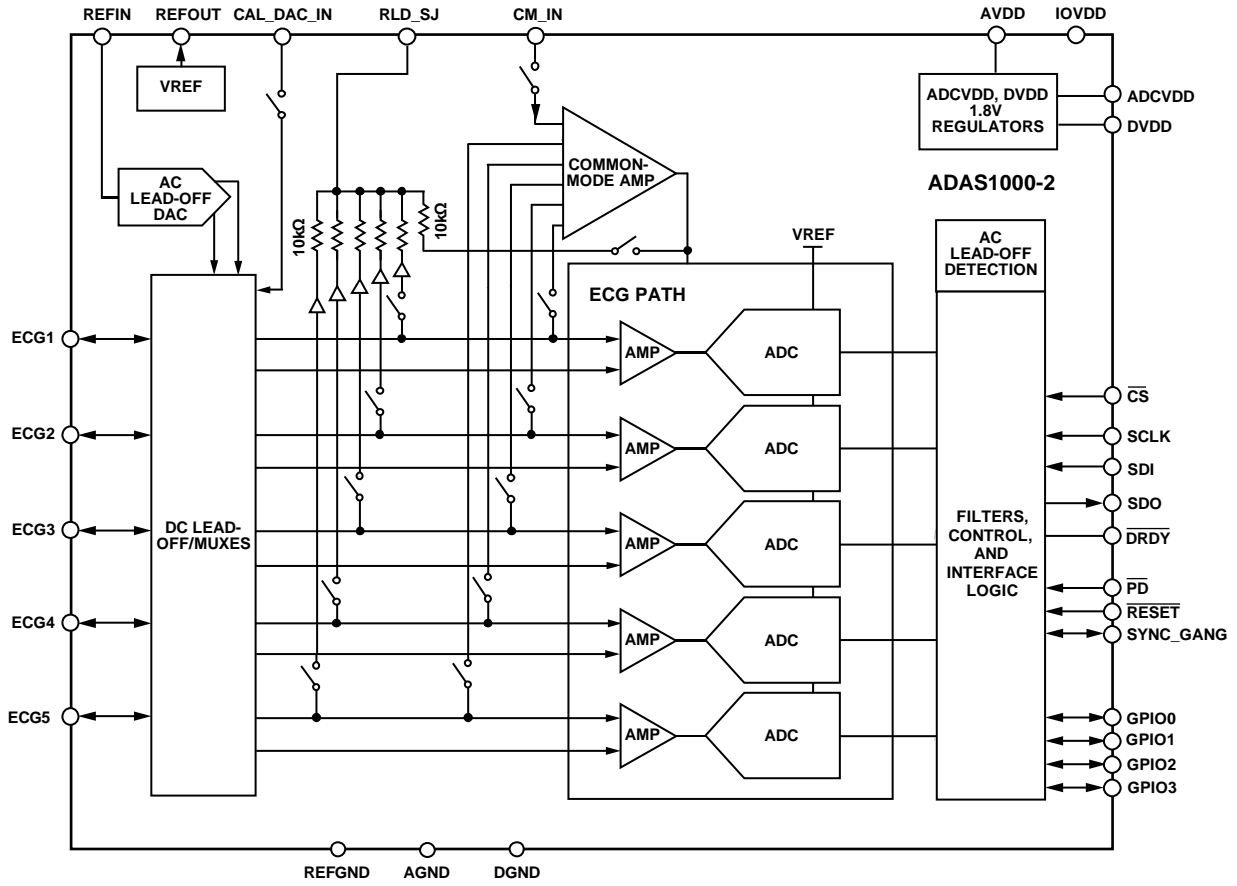 REFIN
REFOUT
CAL_DAC_IN
RLD_SJ
CM_IN
AVDD
IOVDD
VREF
ADCVDD, DVDD
1.8V
REGULATORS
ADCVDD
DVDD
AC
LEAD-OFF
DAC
10kΩ
10kΩ
COMMON-
MODE AMP
ADAS1000-2
VREF
AC
LEAD-OFF
DETECTION
ECG PATH
ECG1
AMP
ADC
ECG2
AMP
ADC
ECG3
DC LEAD-
OFF/MUXES
AMP
ADC
ECG4
AMP
ADC
ECG5
AMP
ADC
FILTERS,
CONTROL,
AND
INTERFACE
LOGIC
CS
SCLK
SDI
SDO
DRDY
PD
RESET
SYNC_GANG
GPIO0
GPIO1
GPIO2
GPIO3
REFGND
AGND
DGND